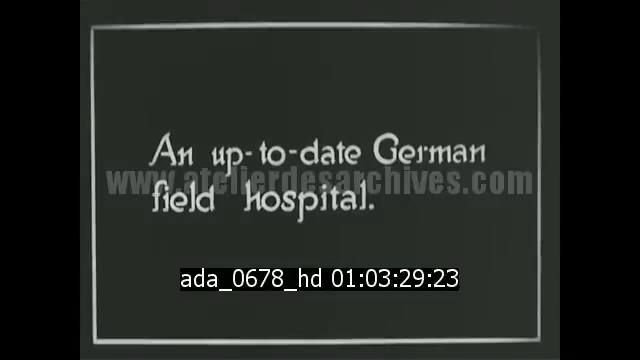 An up-to-date German
www.atelierdesarchives.com
field hospital.
ada_0678_hd 01:03:29:23